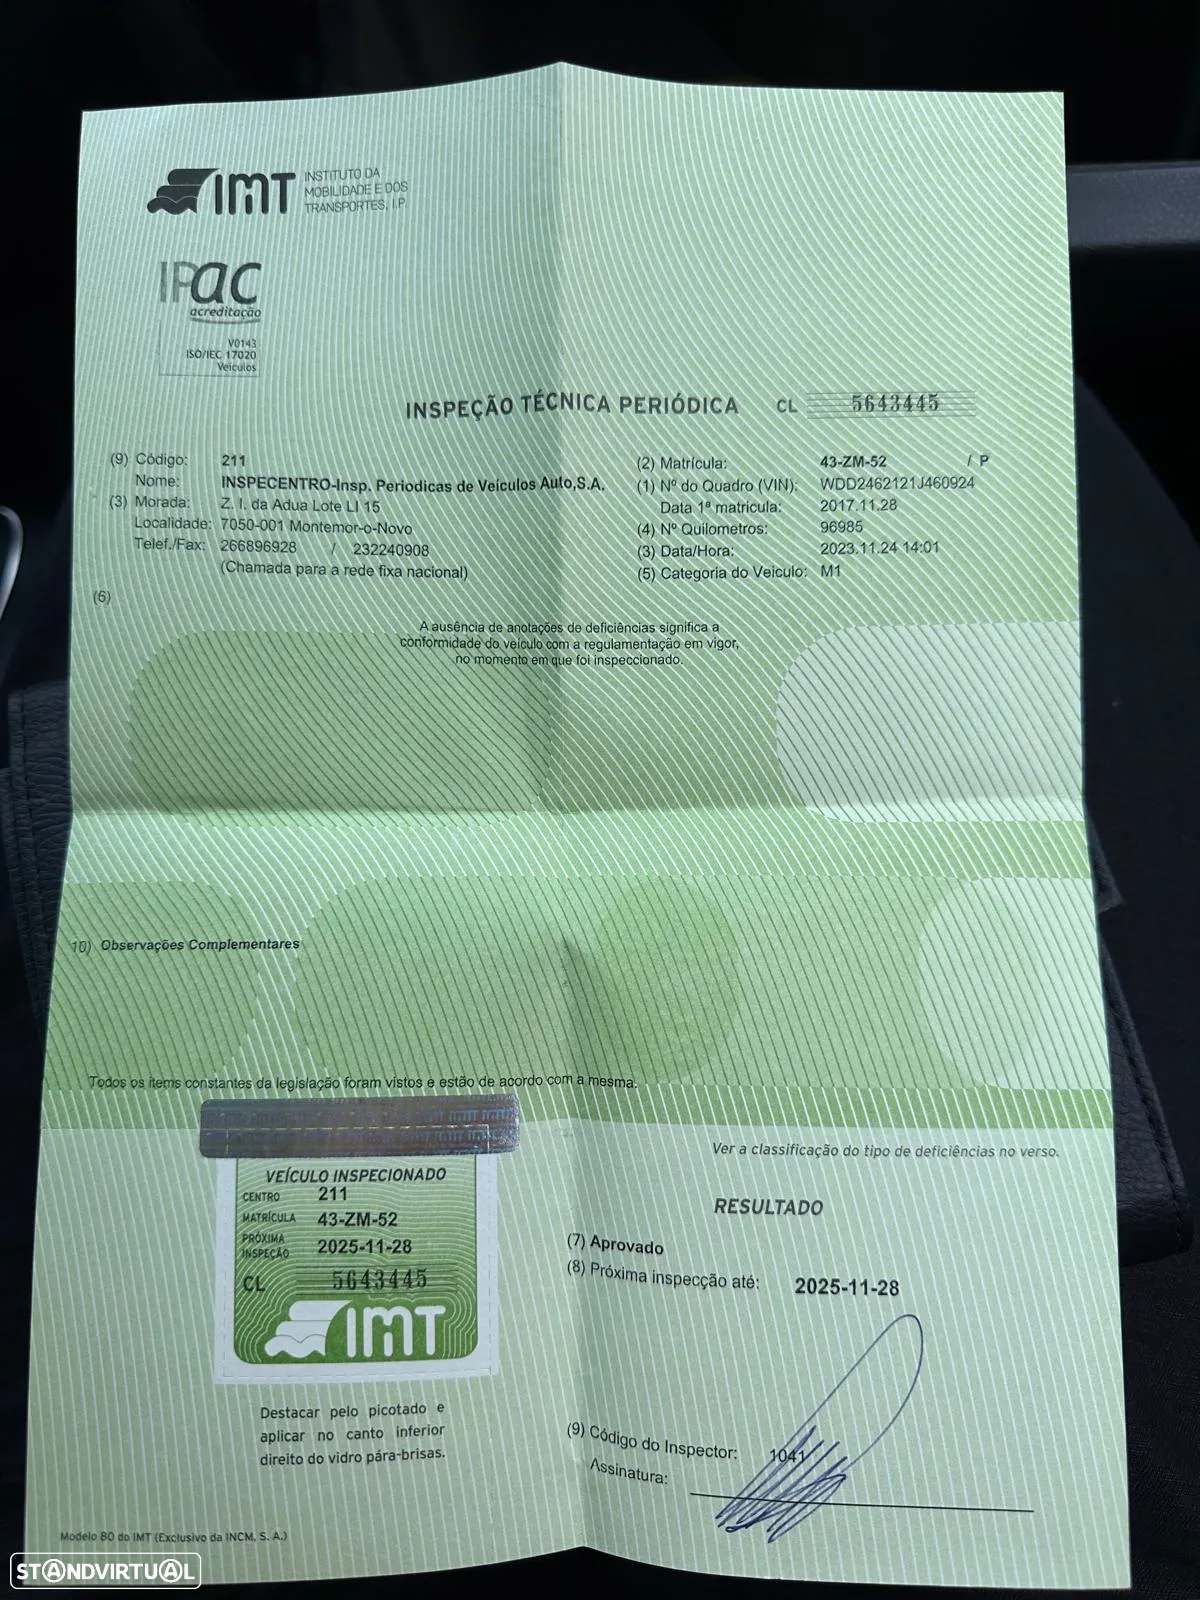 IMT INSTITUTO DA
MOBILIDADE E DOS
TRANSPORTES, I.P.
IPAC
acreditação
V0143
ISO/IEC 17020
Veículos
INSPEÇÃO TÉCNICA PERIÓDICA CL 5643445
(9) Código: 211
Nome: INSPECENTRO-Insp. Periodicas de Veículos Auto,S.A.
(3) Morada: Z. I. da Adua Lote LI 15
Localidade: 7050-001 Montemor-o-Novo
Telef./Fax: 266896928 / 232240908
(Chamada para a rede fixa nacional)
(2) Matrícula: 43-ZM-52 / P
(1) Nº do Quadro (VIN): WDD2462121J460924
Data 1ª matricula: 2017.11.28
(4) Nº Quilometros: 96985
(3) Data/Hora: 2023.11.24 14:01
(5) Categoria do Veiculo: M1
(6)
A ausência de anotações de deficiências significa a
conformidade do veículo com a regulamentação em vigor,
no momento em que foi inspeccionado.
10) Observações Complementares
Todos os items constantes da legislação foram vistos e estão de acordo com a mesma.
Ver a classificação do tipo de deficiências no verso.
VEÍCULO INSPECIONADO
CENTRO 211
MATRÍCULA 43-ZM-52
PRÓXIMA
INSPEÇÃO 2025-11-28
CL 5643445
IMT
RESULTADO
(7) Aprovado
(8) Próxima inspecção até: 2025-11-28
Destacar pelo picotado e
aplicar no canto inferior
direito do vidro pára-brisas.
(9) Código do Inspector: 1041
Assinatura:
Modelo 80 do IMT (Exclusivo da INCM, S. A.)
STANDVIRTUAL